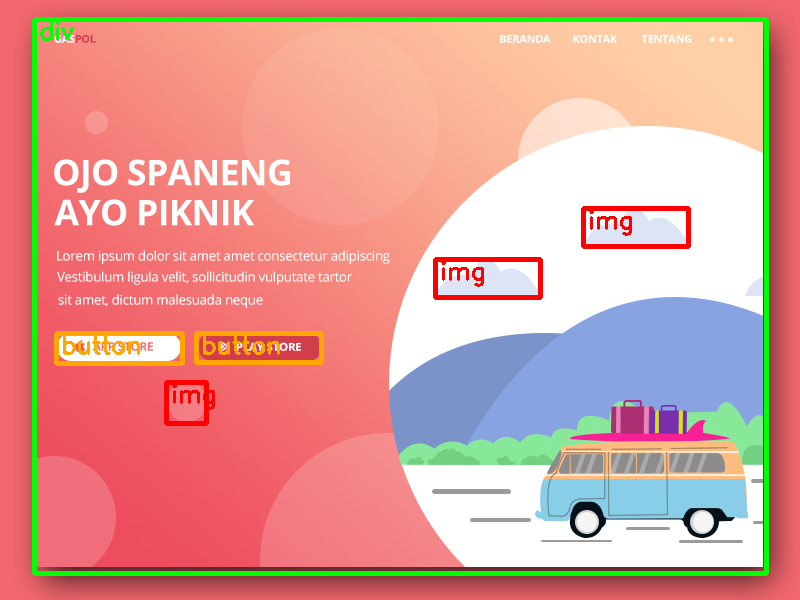 div
GASPOL
BERANDA KONTAK TENTANG
OJO SPANENG
AYO PIKNIK
Lorem ipsum dolor sit amet amet consectetur adipiscing
Vestibulum ligula velit, sollicitudin vulputate tartor
sit amet, dictum malesuada neque
img
img
button APP STORE
button PLAY STORE
img